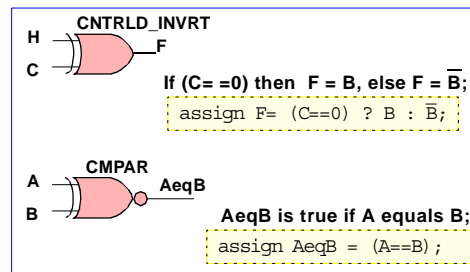 CNTRLD_INVRT
H
F
C
If (C= =0) then F = B, else F = B̅;
assign F= (C==0) ? B : B̅;
CMPAR
A
AeqB
B
AeqB is true if A equals B;
assign AeqB = (A==B);